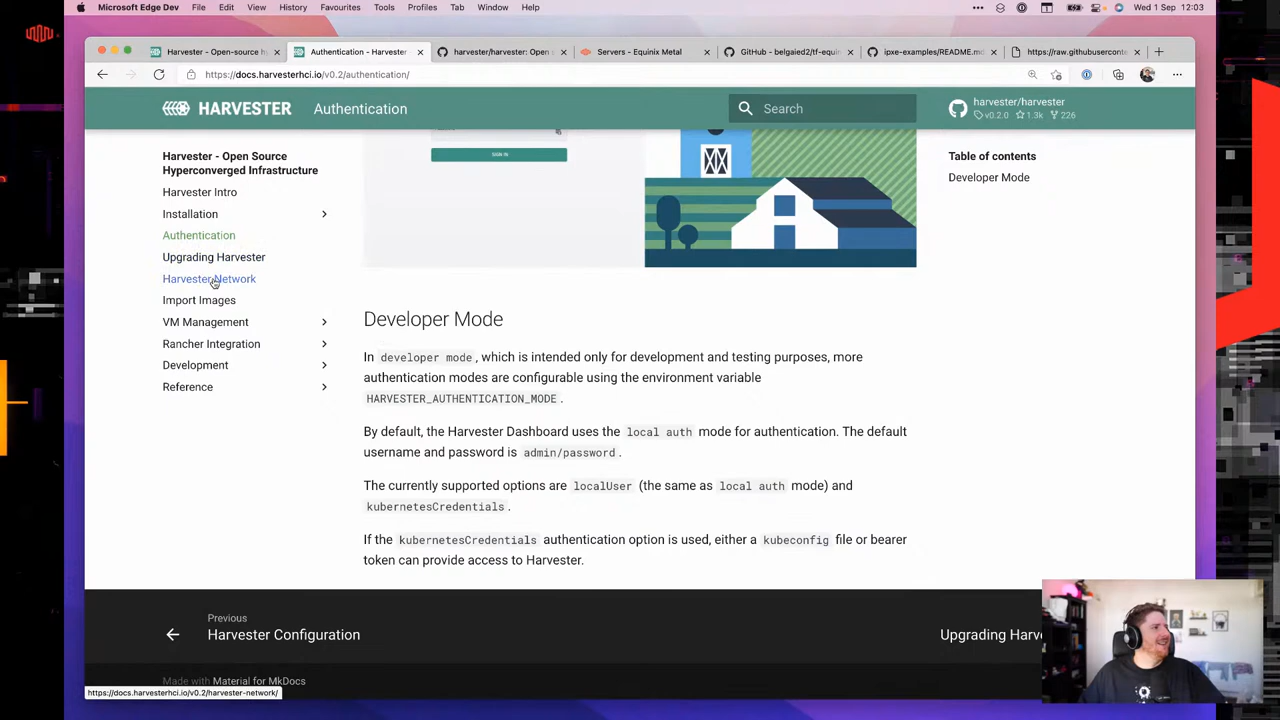 Microsoft Edge Dev File Edit View History Favourites Tools Profiles Tab Window Help Wed 1 Sep 12:03
Harvester - Open-source h
Authentication - Harvester
harvester/harvester: Open s
Servers - Equinix Metal
GitHub - belgaied2/tf-equin
ipxe-examples/README.md
https://raw.githubuserconte
https://docs.harvesterhci.io/v0.2/authentication/
HARVESTER
Authentication
Search
harvester/harvester
v0.2.0 1.3k 226
Harvester - Open Source
Hyperconverged Infrastructure
Harvester Intro
Installation
Authentication
Upgrading Harvester
Harvester Network
Import Images
VM Management
Rancher Integration
Development
Reference
SIGN IN
Developer Mode
In developer mode, which is intended only for development and testing purposes, more
authentication modes are configurable using the environment variable
HARVESTER_AUTHENTICATION_MODE.
By default, the Harvester Dashboard uses the local auth mode for authentication. The default
username and password is admin/password.
The currently supported options are localUser (the same as local auth mode) and
kubernetesCredentials.
If the kubernetesCredentials authentication option is used, either a kubeconfig file or bearer
token can provide access to Harvester.
Table of contents
Developer Mode
Previous
Harvester Configuration
Upgrading Harv
Made with Material for MkDocs
https://docs.harvesterhci.io/v0.2/harvester-network/